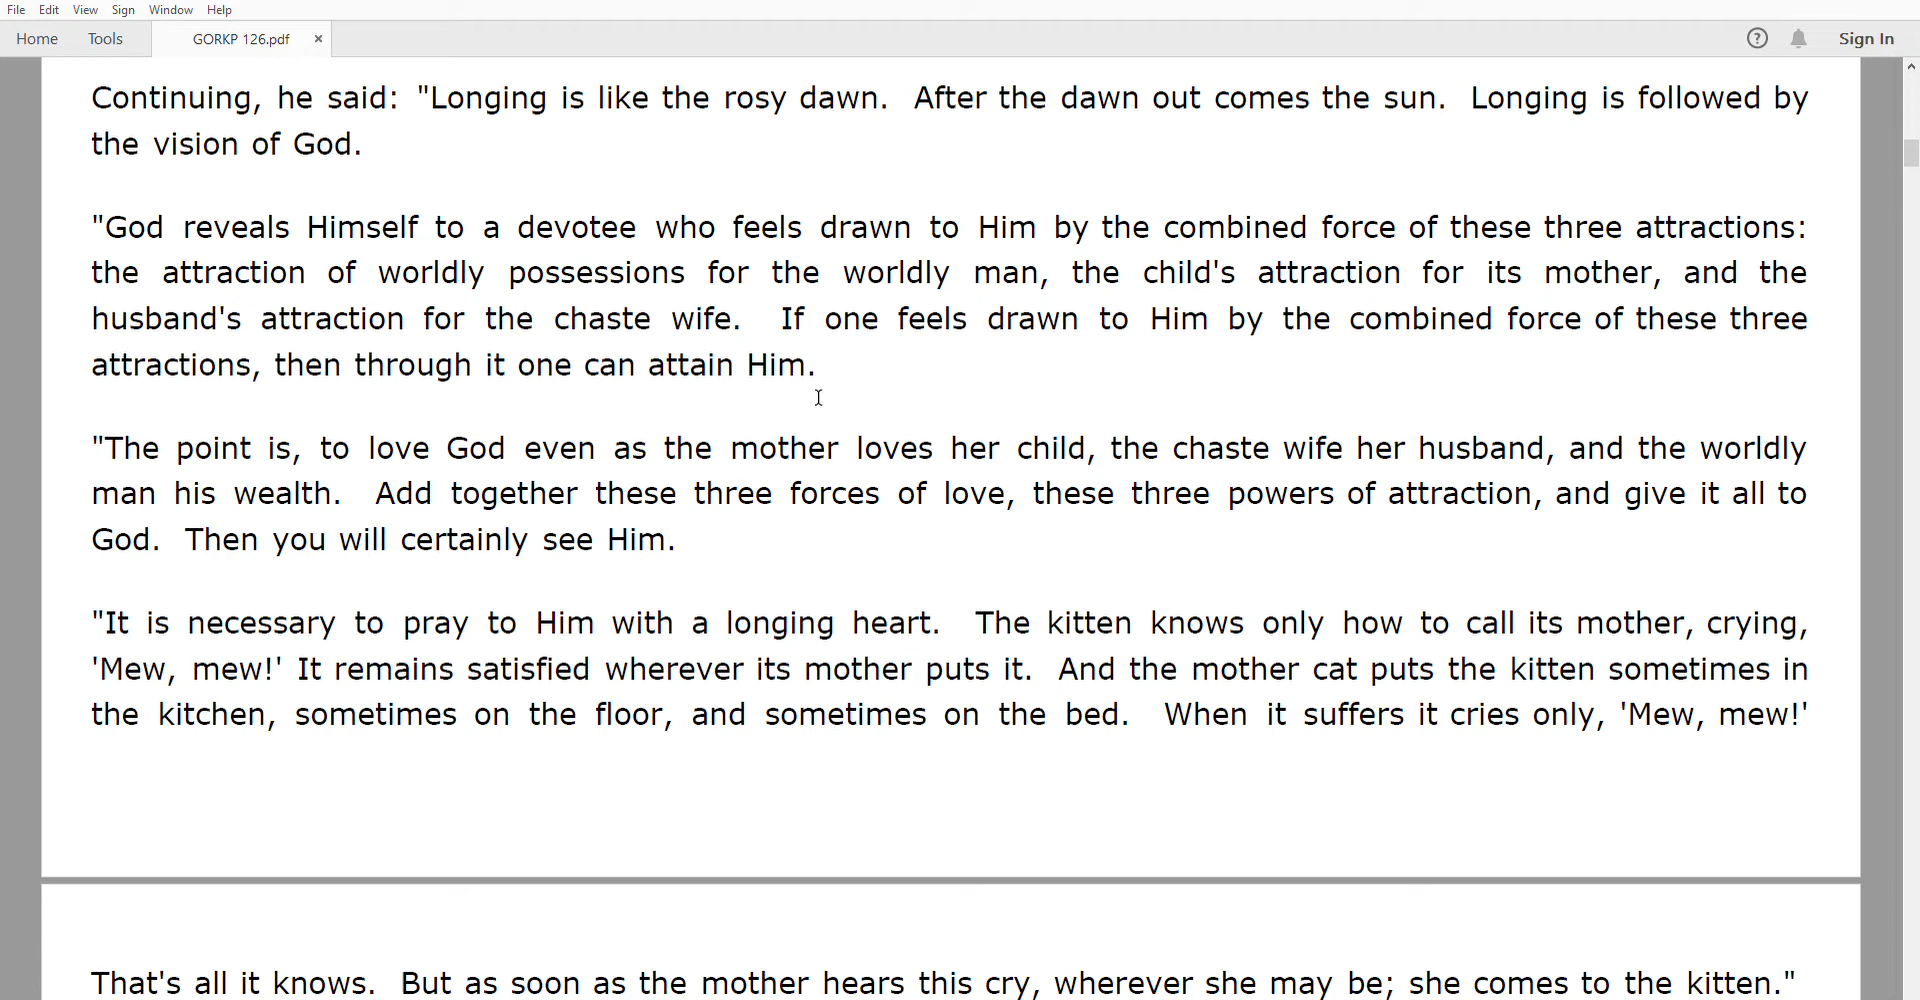 File Edit View Sign Window Help
Home Tools GORKP 126.pdf × ? Sign In
Continuing, he said: "Longing is like the rosy dawn. After the dawn out comes the sun. Longing is followed by
the vision of God.
"God reveals Himself to a devotee who feels drawn to Him by the combined force of these three attractions:
the attraction of worldly possessions for the worldly man, the child's attraction for its mother, and the
husband's attraction for the chaste wife. If one feels drawn to Him by the combined force of these three
attractions, then through it one can attain Him.
"The point is, to love God even as the mother loves her child, the chaste wife her husband, and the worldly
man his wealth. Add together these three forces of love, these three powers of attraction, and give it all to
God. Then you will certainly see Him.
"It is necessary to pray to Him with a longing heart. The kitten knows only how to call its mother, crying,
'Mew, mew!' It remains satisfied wherever its mother puts it. And the mother cat puts the kitten sometimes in
the kitchen, sometimes on the floor, and sometimes on the bed. When it suffers it cries only, 'Mew, mew!'
That's all it knows. But as soon as the mother hears this cry, wherever she may be; she comes to the kitten."